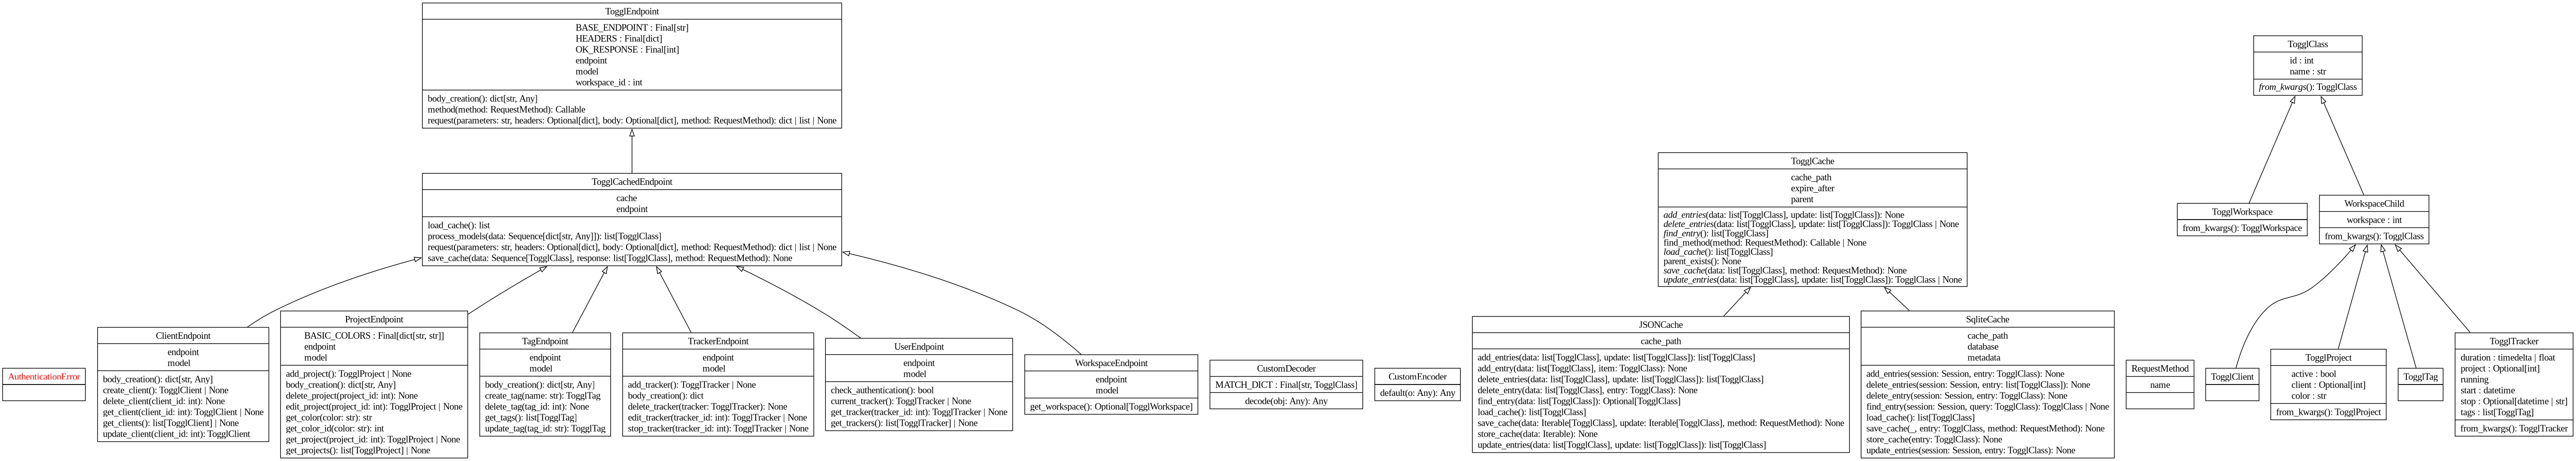 TogglEndpoint
BASE_ENDPOINT : Final[str]
HEADERS : Final[dict]
OK_RESPONSE : Final[int]
endpoint
model
workspace_id : int
body_creation(): dict[str, Any]
method(method: RequestMethod): Callable
request(parameters: str, headers: Optional[dict], body: Optional[dict], method: RequestMethod): dict | list | None
TogglCachedEndpoint
cache
endpoint
load_cache(): list
process_models(data: Sequence[dict[str, Any]]): list[TogglClass]
request(parameters: str, headers: Optional[dict], body: Optional[dict], method: RequestMethod): dict | list | None
save_cache(data: Sequence[TogglClass], response: list[TogglClass], method: RequestMethod): None
AuthenticationError
ClientEndpoint
endpoint
model
body_creation(): dict[str, Any]
create_client(): TogglClient | None
delete_client(client_id: int): None
get_client(client_id: int): TogglClient | None
get_clients(): list[TogglClient] | None
update_client(client_id: int): TogglClient
ProjectEndpoint
BASIC_COLORS : Final[dict[str, str]]
endpoint
model
add_project(): TogglProject | None
body_creation(): dict[str, Any]
delete_project(project_id: int): None
edit_project(project_id: int): TogglProject | None
get_color(color: str): str
get_color_id(color: str): int
get_project(project_id: int): TogglProject | None
get_projects(): list[TogglProject] | None
TagEndpoint
endpoint
model
body_creation(): dict[str, Any]
create_tag(name: str): TogglTag
delete_tag(tag_id: int): None
get_tags(): list[TogglTag]
update_tag(tag_id: str): TogglTag
TrackerEndpoint
endpoint
model
add_tracker(): TogglTracker | None
body_creation(): dict
delete_tracker(tracker: TogglTracker): None
edit_tracker(tracker_id: int): TogglTracker | None
stop_tracker(tracker_id: int): TogglTracker | None
UserEndpoint
endpoint
model
check_authentication(): bool
current_tracker(): TogglTracker | None
get_tracker(tracker_id: int): TogglTracker | None
get_trackers(): list[TogglTracker] | None
WorkspaceEndpoint
endpoint
model
get_workspace(): Optional[TogglWorkspace]
CustomDecoder
MATCH_DICT : Final[str, TogglClass]
decode(obj: Any): Any
CustomEncoder
default(o: Any): Any
TogglCache
cache_path
expire_after
parent
add_entries(data: list[TogglClass], update: list[TogglClass]): None
delete_entries(data: list[TogglClass], update: list[TogglClass]): TogglClass | None
find_entry(): list[TogglClass]
find_method(method: RequestMethod): Callable | None
load_cache(): list[TogglClass]
parent_exists(): None
save_cache(data: list[TogglClass], method: RequestMethod): None
update_entries(data: list[TogglClass], update: list[TogglClass]): TogglClass | None
JSONCache
cache_path
add_entries(data: list[TogglClass], update: list[TogglClass]): list[TogglClass]
add_entry(data: list[TogglClass], item: TogglClass): None
delete_entries(data: list[TogglClass], update: list[TogglClass]): list[TogglClass]
delete_entry(data: list[TogglClass], entry: TogglClass): None
find_entry(data: list[TogglClass]): Optional[TogglClass]
load_cache(): list[TogglClass]
save_cache(data: Iterable[TogglClass], update: Iterable[TogglClass], method: RequestMethod): None
store_cache(data: Iterable): None
update_entries(data: list[TogglClass], update: list[TogglClass]): list[TogglClass]
SqliteCache
cache_path
database
metadata
add_entries(session: Session, entry: TogglClass): None
delete_entries(session: Session, entry: list[TogglClass]): None
delete_entry(session: Session, entry: TogglClass): None
find_entry(session: Session, query: TogglClass): TogglClass | None
load_cache(): list[TogglClass]
save_cache(_, entry: TogglClass, method: RequestMethod): None
store_cache(entry: TogglClass): None
update_entries(session: Session, entry: TogglClass): None
RequestMethod
name
TogglClass
id : int
name : str
from_kwargs(): TogglClass
TogglWorkspace
from_kwargs(): TogglWorkspace
WorkspaceChild
workspace : int
from_kwargs(): TogglClass
TogglClient
TogglProject
active : bool
client : Optional[int]
color : str
from_kwargs(): TogglProject
TogglTag
TogglTracker
duration : timedelta | float
project : Optional[int]
running
start : datetime
stop : Optional[datetime | str]
tags : list[TogglTag]
from_kwargs(): TogglTracker